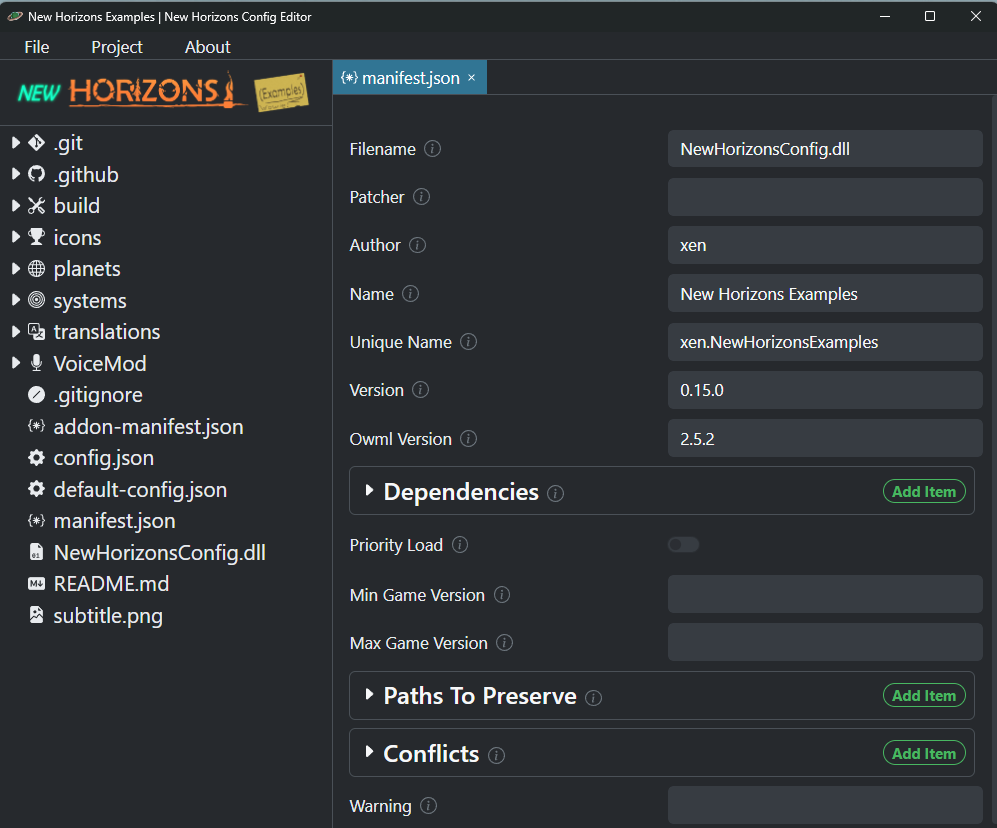 New Horizons Examples | New Horizons Config Editor
File Project About
NEW HORIZONS (Examples)
{*} manifest.json ×
.git
.github
build
icons
planets
systems
translations
VoiceMod
.gitignore
{*} addon-manifest.json
config.json
default-config.json
{*} manifest.json
NewHorizonsConfig.dll
README.md
subtitle.png
Filename NewHorizonsConfig.dll
Patcher
Author xen
Name New Horizons Examples
Unique Name xen.NewHorizonsExamples
Version 0.15.0
Owml Version 2.5.2
Dependencies Add Item
Priority Load
Min Game Version
Max Game Version
Paths To Preserve Add Item
Conflicts Add Item
Warning